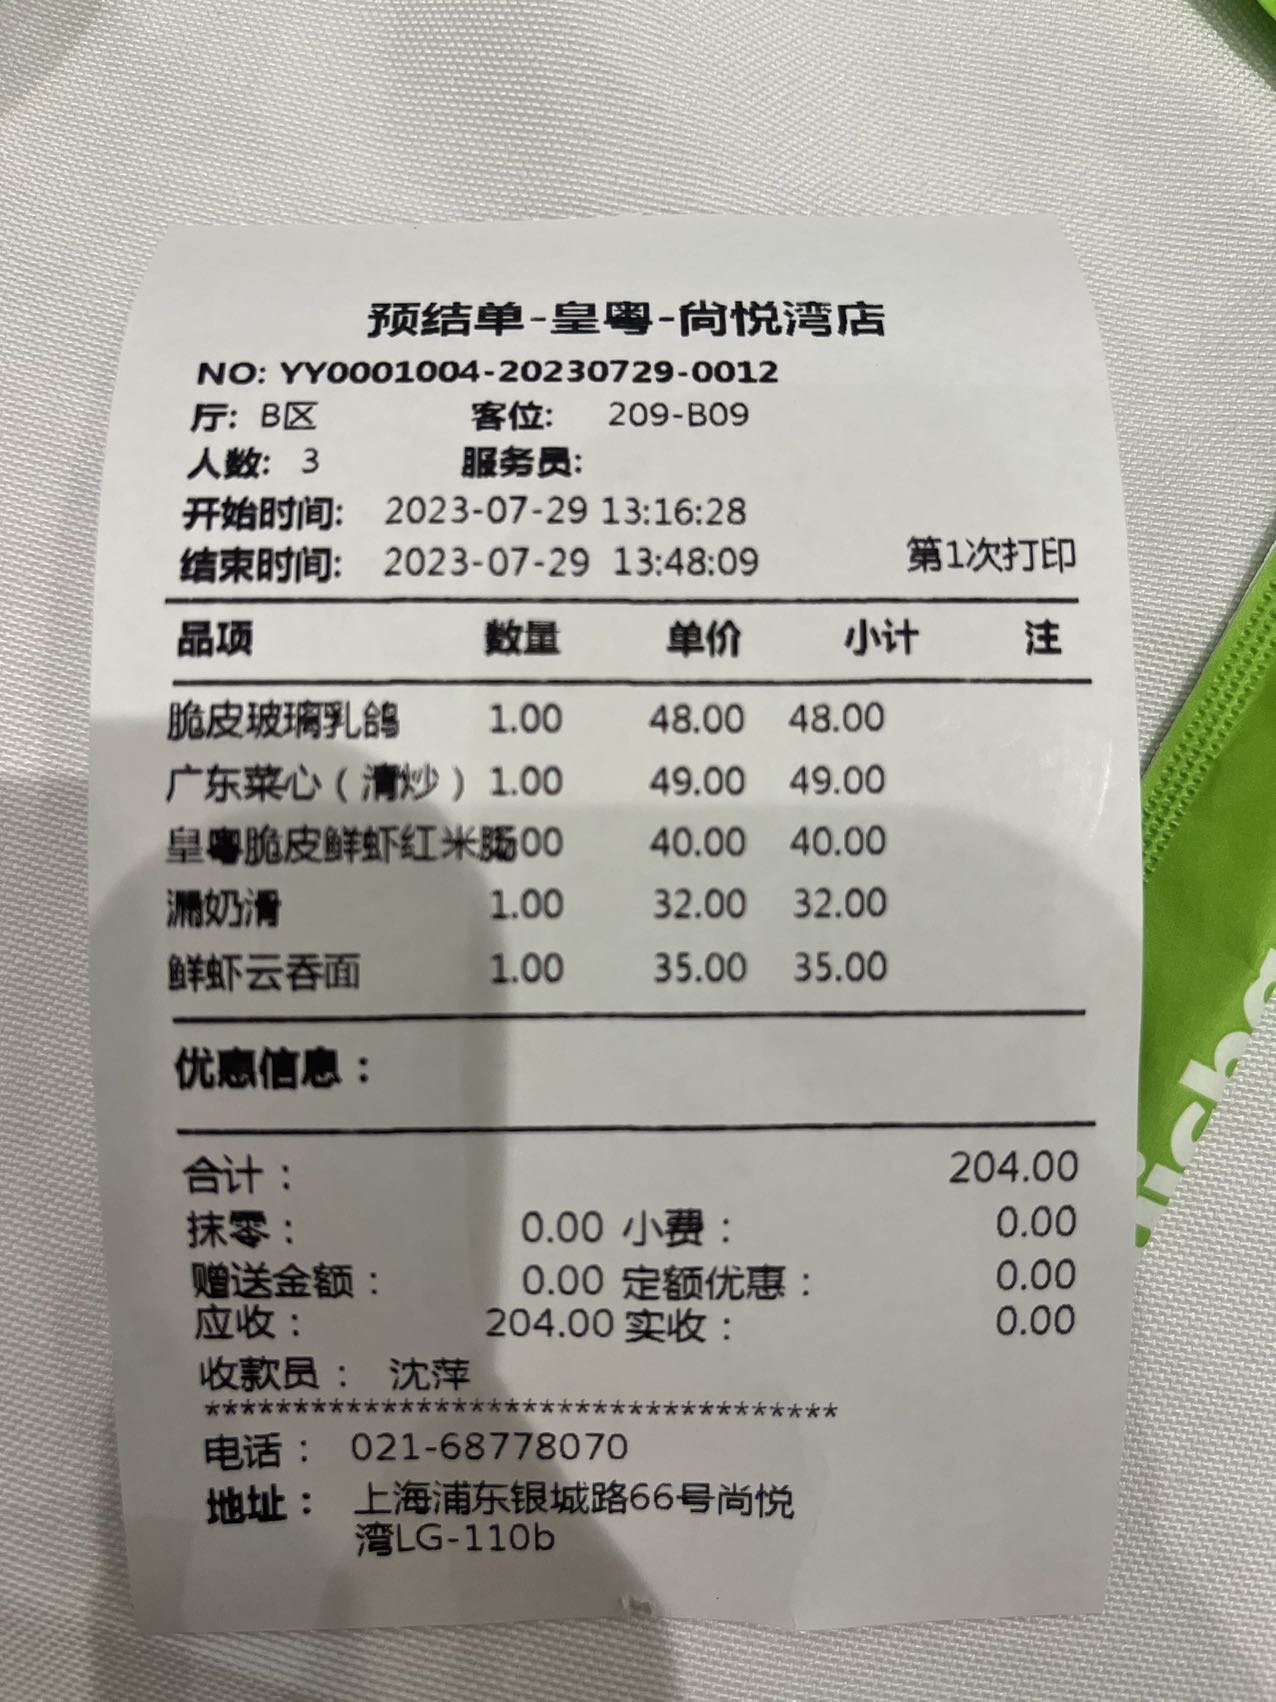 预结单-皇粤-尚悦湾店
NO: YY0001004-20230729-0012
厅: B区 客位: 209-B09
人数: 3 服务员:
开始时间: 2023-07-29 13:16:28
结束时间: 2023-07-29 13:48:09 第1次打印
品项 数量 单价 小计 注
脆皮玻璃乳鸽 1.00 48.00 48.00
广东菜心（清炒） 1.00 49.00 49.00
皇粤脆皮鲜虾红米肠 00 40.00 40.00
漏奶滑 1.00 32.00 32.00
鲜虾云吞面 1.00 35.00 35.00
优惠信息：
合计： 204.00
抹零： 0.00 小费： 0.00
赠送金额： 0.00 定额优惠： 0.00
应收： 204.00 实收： 0.00
收款员： 沈萍
************************************
电话： 021-68778070
地址： 上海浦东银城路66号尚悦
湾LG-110b